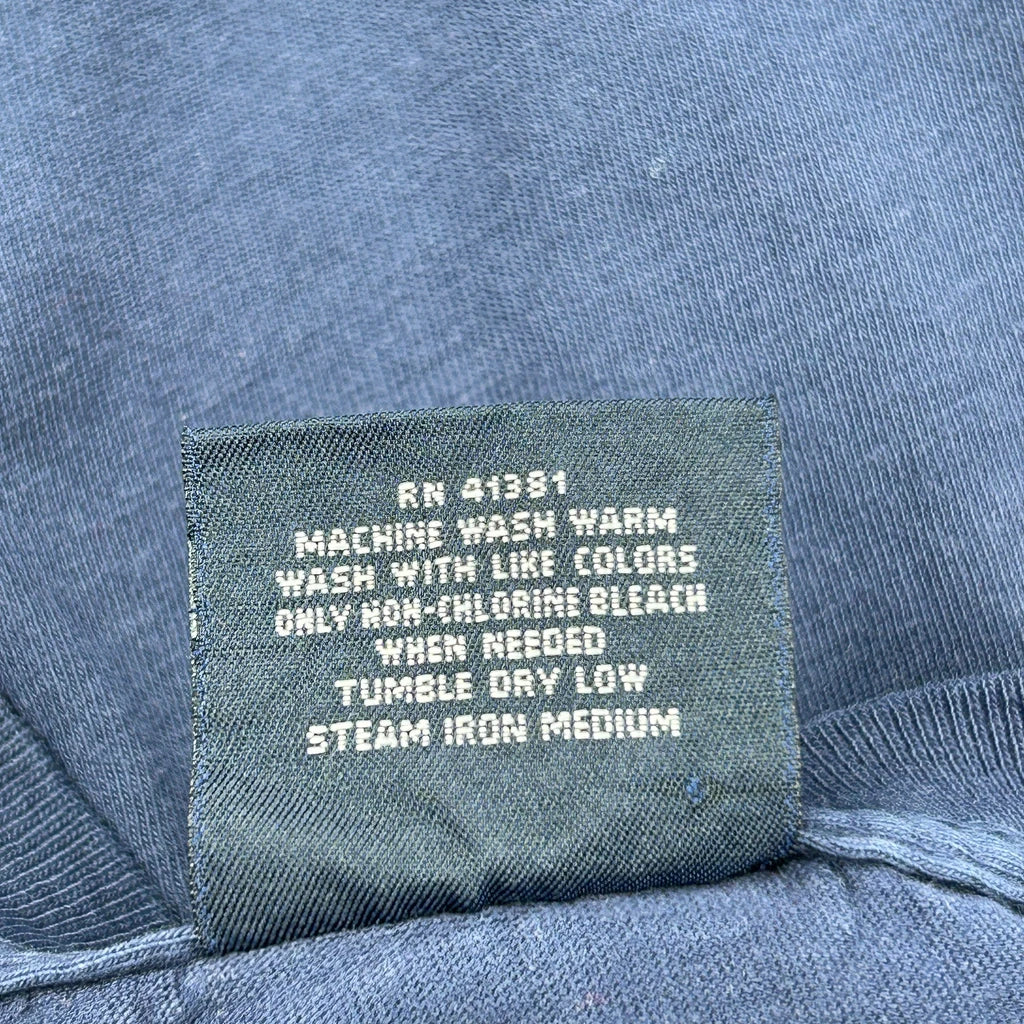 RN 41381
MACHINE WASH WARM
WASH WITH LIKE COLORS
ONLY NON-CHLORINE BLEACH
WHEN NEEDED
TUMBLE DRY LOW
STEAM IRON MEDIUM